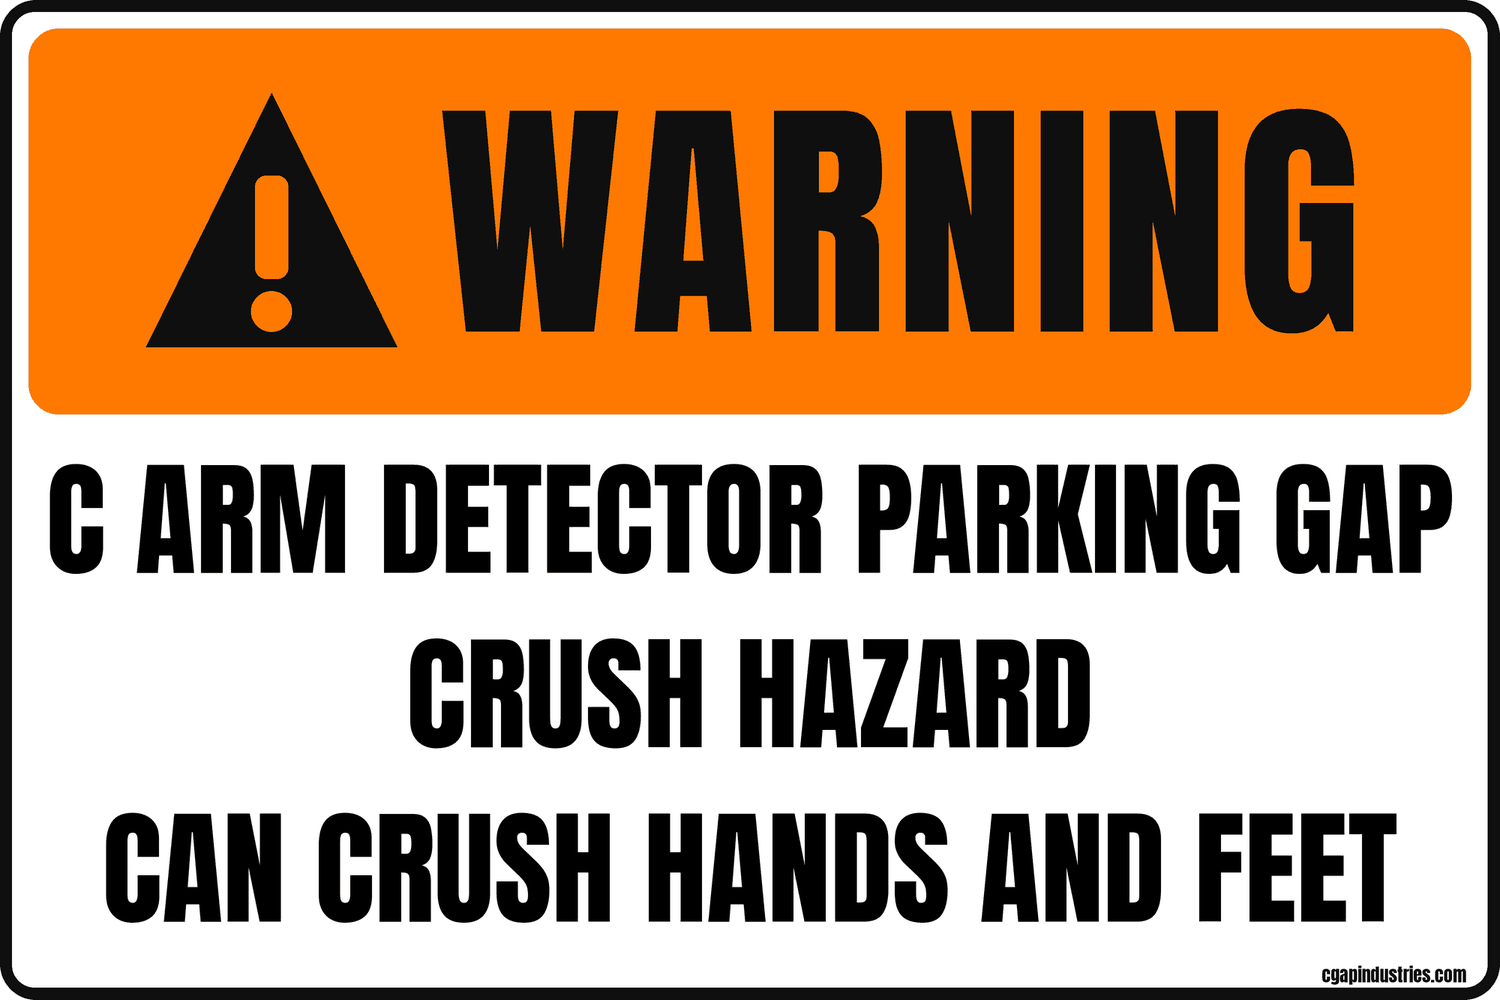 WARNING
C ARM DETECTOR PARKING GAP
CRUSH HAZARD
CAN CRUSH HANDS AND FEET
cgapindustries.com